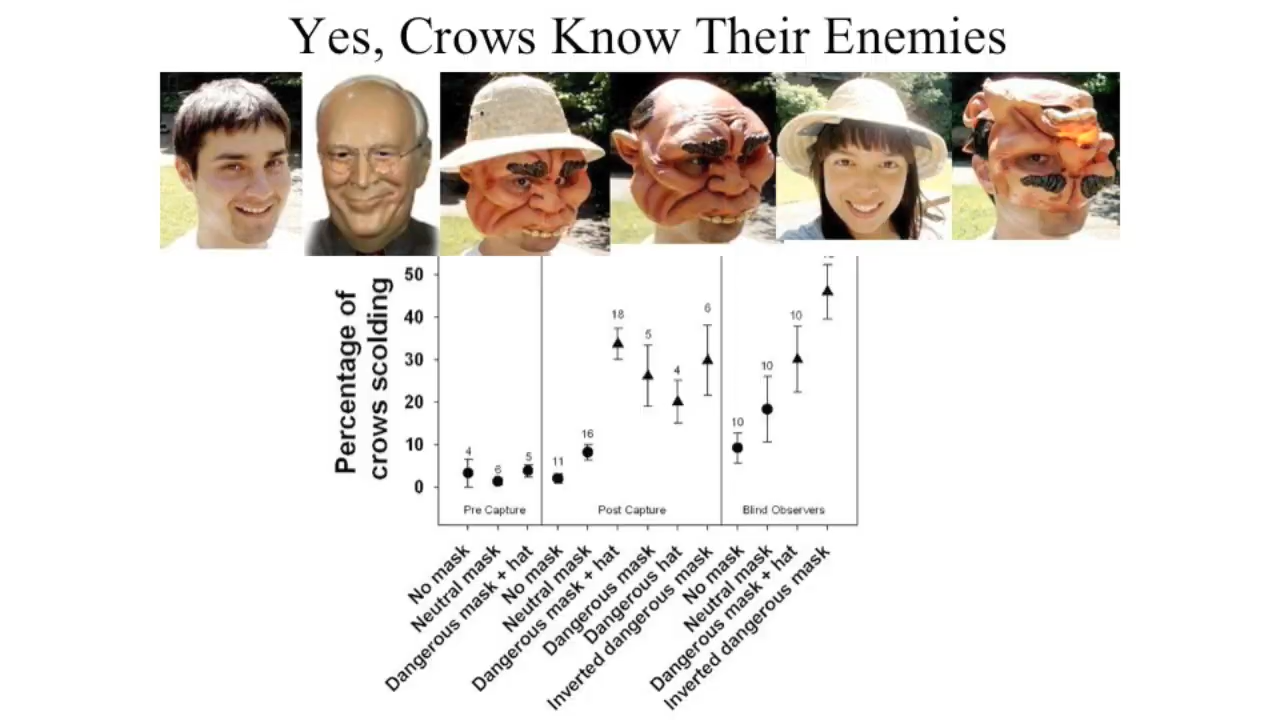 Yes, Crows Know Their Enemies
Percentage of
crows scolding
50
40
30
20
10
0
4
6
5
11
16
18
5
4
6
10
10
10
Pre Capture
Post Capture
Blind Observers
No mask
Neutral mask
Dangerous mask + hat
No mask
Neutral mask
Dangerous mask + hat
Dangerous mask
Dangerous hat
Inverted dangerous mask
No mask
Neutral mask
Dangerous mask + hat
Inverted dangerous mask